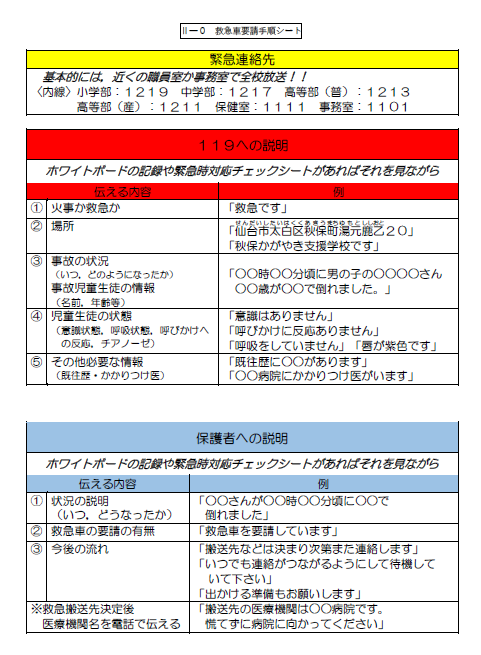 Ⅱ－０　救急車要請手順シート
緊急連絡先
基本的には，近くの職員室か事務室で全校放送！！
〈内線〉小学部：１２１９　中学部：１２１７　高等部（普）：１２１３
高等部（産）：１２１１　保健室：１１１１　事務室：１１０１
１１９への説明
ホワイトボードの記録や緊急時対応チェックシートがあればそれを見ながら
伝える内容　例
① 火事か救急か　「救急です」
② 場所　「仙台市太白区秋保町湯元鹿乙２０」
「秋保かがやき支援学校です」
③ 事故の状況
（いつ，どのようになったか）　「〇〇時〇〇分頃に男の子の〇〇〇〇さん
事故児童生徒の情報　〇〇歳が〇〇で倒れました。」
（名前，年齢等）
④ 児童生徒の状態　「意識はありません」
（意識状態，呼吸状態，呼びかけへ　「呼びかけに反応ありません」
の反応，チアノーゼ）　「呼吸をしていません」「唇が紫色です」
⑤ その他必要な情報　「既往歴に〇〇があります」
（既往歴・かかりつけ医）　「〇〇病院にかかりつけ医がいます」
保護者への説明
ホワイトボードの記録や緊急時対応チェックシートがあればそれを見ながら
伝える内容　例
① 状況の説明　「〇〇さんが〇〇時〇〇分頃に〇〇で
（いつ，どうなったか）　倒れました」
② 救急車の要請の有無　「救急車を要請しています」
③ 今後の流れ　「搬送先などは決まり次第また連絡します」
「いつでも連絡がつながるようにして待機して
いて下さい」
「出かける準備もお願いします」
※救急搬送先決定後　「搬送先の医療機関は〇〇病院です。
医療機関名を電話で伝える　慌てずに病院に向かってください」